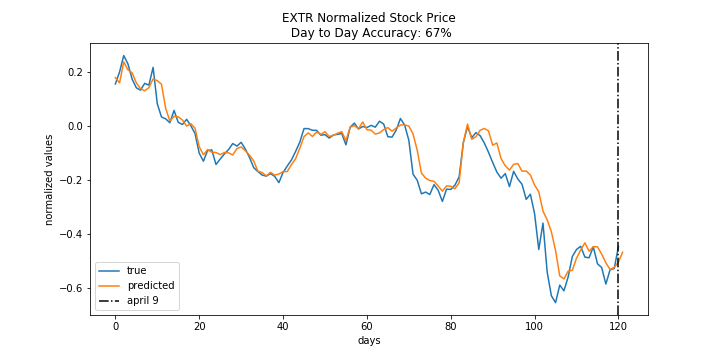 EXTR Normalized Stock Price
Day to Day Accuracy: 67%
normalized values
0.2
0.0
−0.2
−0.4
−0.6
true
predicted
april 9
0 20 40 60 80 100 120
days